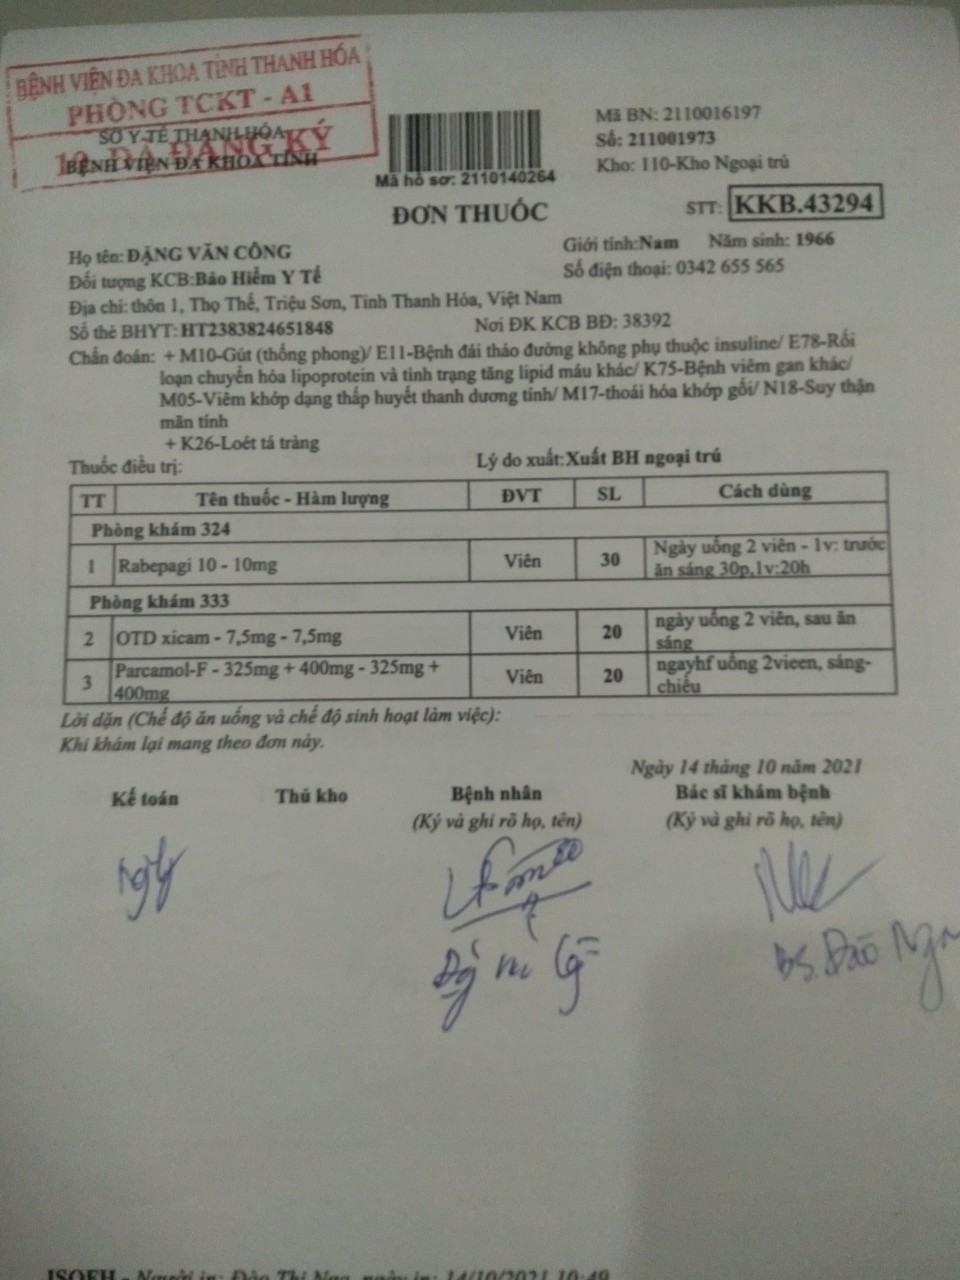 BỆNH VIỆN ĐA KHOA TỈNH THANH HÓA
PHÒNG TCKT - A1
SỞ Y TẾ THANH HÓA
ĐÃ ĐĂNG KÝ
BỆNH VIỆN ĐA KHOA TỈNH
Mã hồ sơ: 2110140264
Mã BN: 2110016197
Số: 211001973
Kho: 110-Kho Ngoại trú
ĐƠN THUỐC
STT: KKB.43294
Họ tên: ĐẶNG VĂN CÔNG
Giới tính:Nam Năm sinh: 1966
Đối tượng KCB:Bảo Hiểm Y Tế
Số điện thoại: 0342 655 565
Địa chỉ: thôn 1, Thọ Thế, Triệu Sơn, Tỉnh Thanh Hóa, Việt Nam
Số thẻ BHYT: HT2383824651848 Nơi ĐK KCB BĐ: 38392
Chẩn đoán: + M10-Gút (thống phong)/ E11-Bệnh đái tháo đường không phụ thuộc insuline/ E78-Rối
loạn chuyển hóa lipoprotein và tình trạng tăng lipid máu khác/ K75-Bệnh viêm gan khác/
M05-Viêm khớp dạng thấp huyết thanh dương tính/ M17-thoái hóa khớp gối/ N18-Suy thận
mãn tính
+ K26-Loét tá tràng
Thuốc điều trị: Lý do xuất:Xuất BH ngoại trú
TT Tên thuốc - Hàm lượng ĐVT SL Cách dùng
Phòng khám 324
1 Rabepagi 10 - 10mg Viên 30 Ngày uống 2 viên - 1v: trước
ăn sáng 30p,1v:20h
Phòng khám 333
2 OTD xicam - 7,5mg - 7,5mg Viên 20 ngày uống 2 viên, sau ăn
sáng
3 Parcamol-F - 325mg + 400mg - 325mg +
400mg Viên 20 ngayhf uống 2vieen, sáng-
chiều
Lời dặn (Chế độ ăn uống và chế độ sinh hoạt làm việc):
Khi khám lại mang theo đơn này.
Ngày 14 tháng 10 năm 2021
Kế toán Thủ kho Bệnh nhân Bác sĩ khám bệnh
(Ký và ghi rõ họ, tên) (Ký và ghi rõ họ, tên)
BS. Đào
ISOFH - Người in: Đào Thị Nga, ngày in: 14/10/2021 10:49